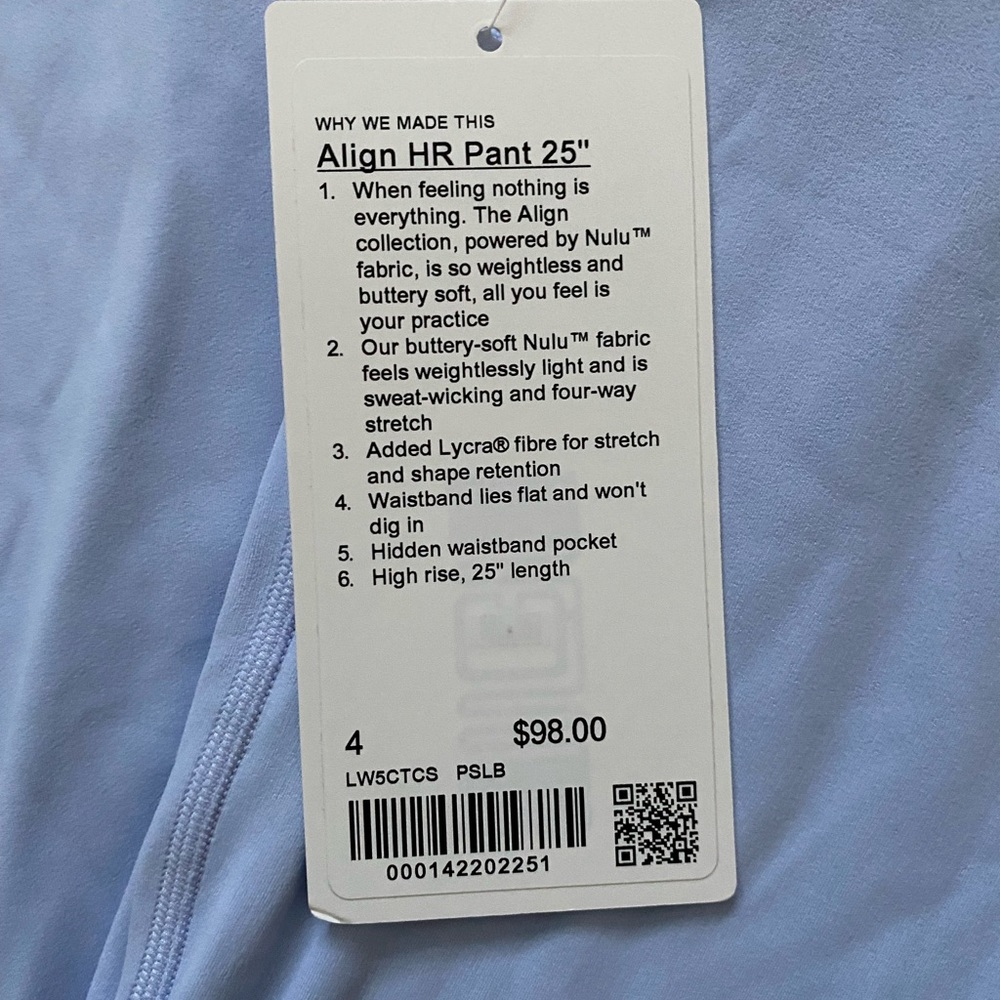 WHY WE MADE THIS
Align HR Pant 25"
1. When feeling nothing is
everything. The Align
collection, powered by Nulu™
fabric, is so weightless and
buttery soft, all you feel is
your practice
2. Our buttery-soft Nulu™ fabric
feels weightlessly light and is
sweat-wicking and four-way
stretch
3. Added Lycra® fibre for stretch
and shape retention
4. Waistband lies flat and won't
dig in
5. Hidden waistband pocket
6. High rise, 25" length
4 $98.00
LW5CTCS PSLB
000142202251